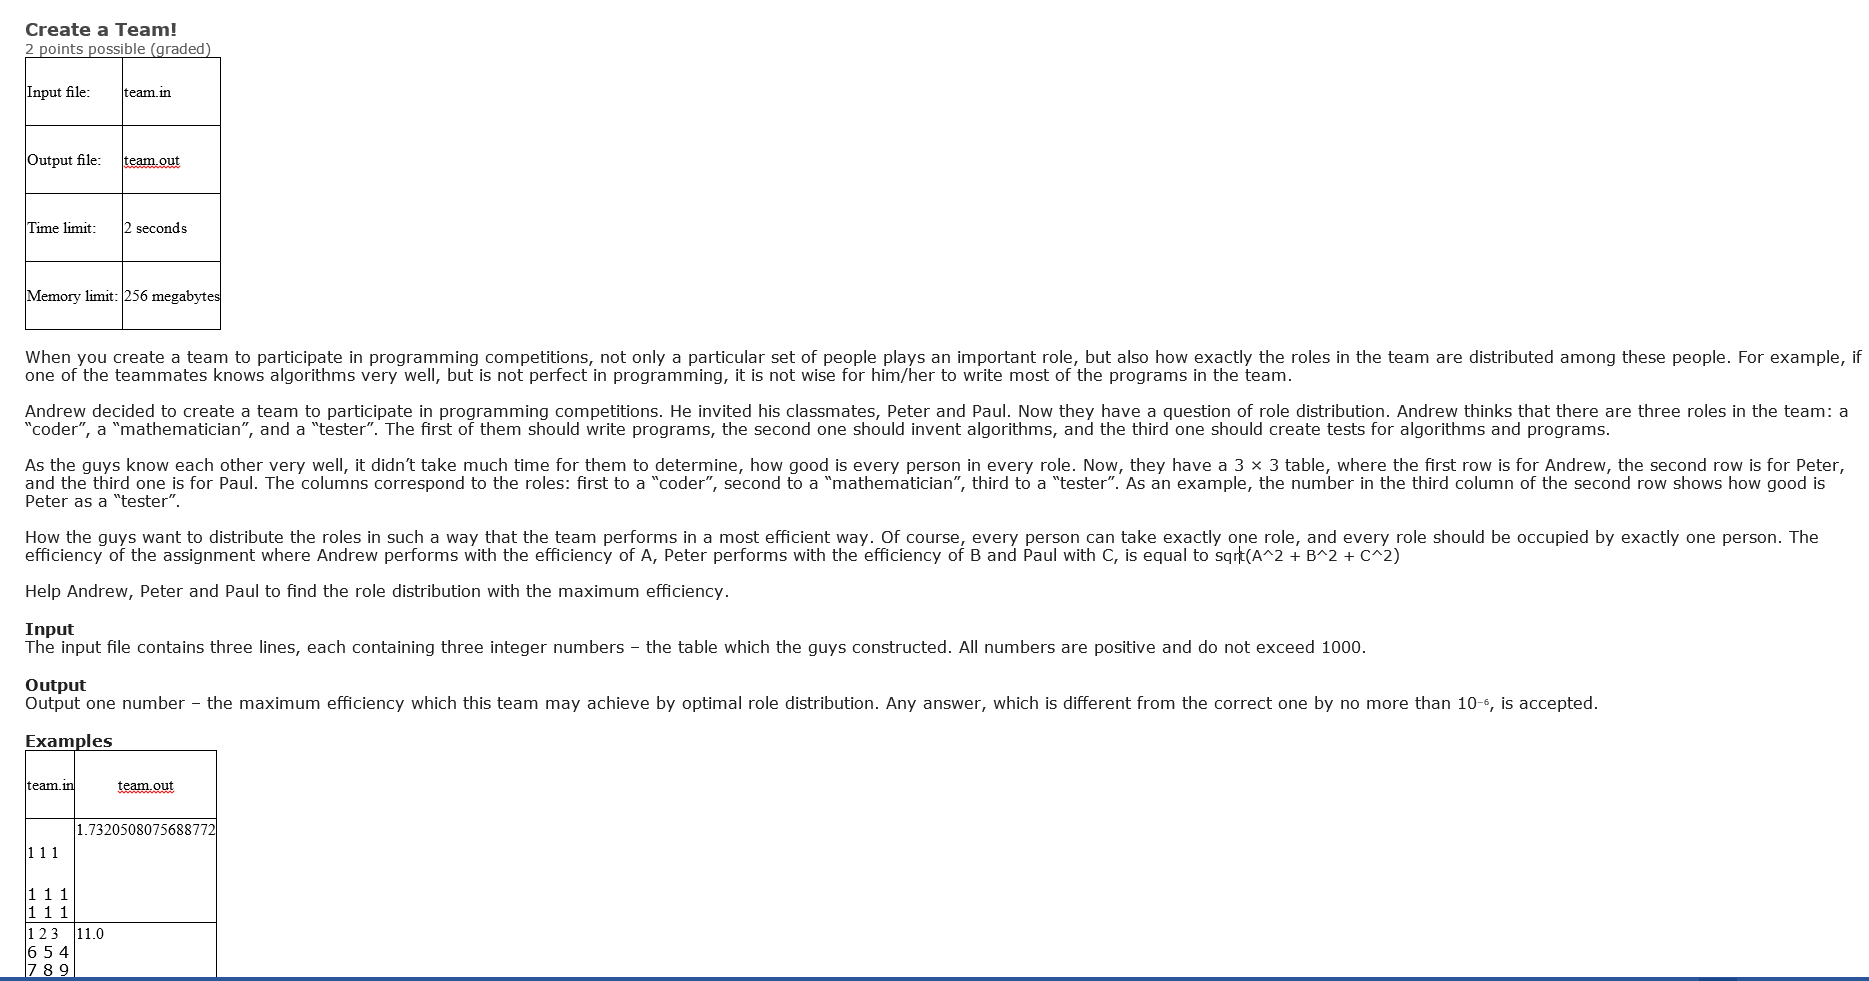 Create a Team!
2 points possible (graded)
Input file: team.in
Output file: team.out
Time limit: 2 seconds
Memory limit: 256 megabytes
When you create a team to participate in programming competitions, not only a particular set of people plays an important role, but also how exactly the roles in the team are distributed among these people. For example, if
one of the teammates knows algorithms very well, but is not perfect in programming, it is not wise for him/her to write most of the programs in the team.
Andrew decided to create a team to participate in programming competitions. He invited his classmates, Peter and Paul. Now they have a question of role distribution. Andrew thinks that there are three roles in the team: a
“coder”, a “mathematician”, and a “tester”. The first of them should write programs, the second one should invent algorithms, and the third one should create tests for algorithms and programs.
As the guys know each other very well, it didn’t take much time for them to determine, how good is every person in every role. Now, they have a 3 × 3 table, where the first row is for Andrew, the second row is for Peter,
and the third one is for Paul. The columns correspond to the roles: first to a “coder”, second to a “mathematician”, third to a “tester”. As an example, the number in the third column of the second row shows how good is
Peter as a “tester”.
How the guys want to distribute the roles in such a way that the team performs in a most efficient way. Of course, every person can take exactly one role, and every role should be occupied by exactly one person. The
efficiency of the assignment where Andrew performs with the efficiency of A, Peter performs with the efficiency of B and Paul with C, is equal to sqrt(A^2 + B^2 + C^2)
Help Andrew, Peter and Paul to find the role distribution with the maximum efficiency.
Input
The input file contains three lines, each containing three integer numbers – the table which the guys constructed. All numbers are positive and do not exceed 1000.
Output
Output one number – the maximum efficiency which this team may achieve by optimal role distribution. Any answer, which is different from the correct one by no more than 10⁻⁶, is accepted.
Examples
team.in team.out
1.7320508075688772
1 1 1
1 1 1
1 1 1
1 2 3 11.0
6 5 4
7 8 9